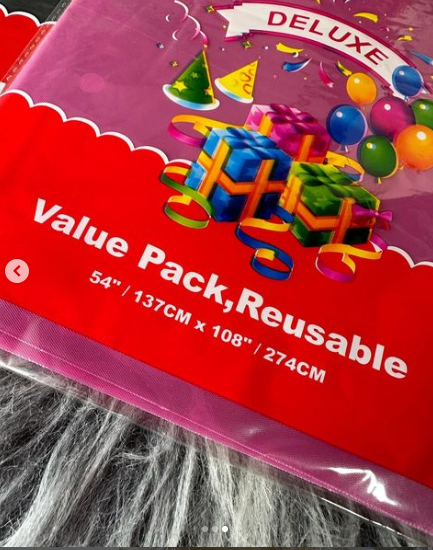 DELUXE
Value Pack,Reusable
54" / 137CM x 108" / 274CM